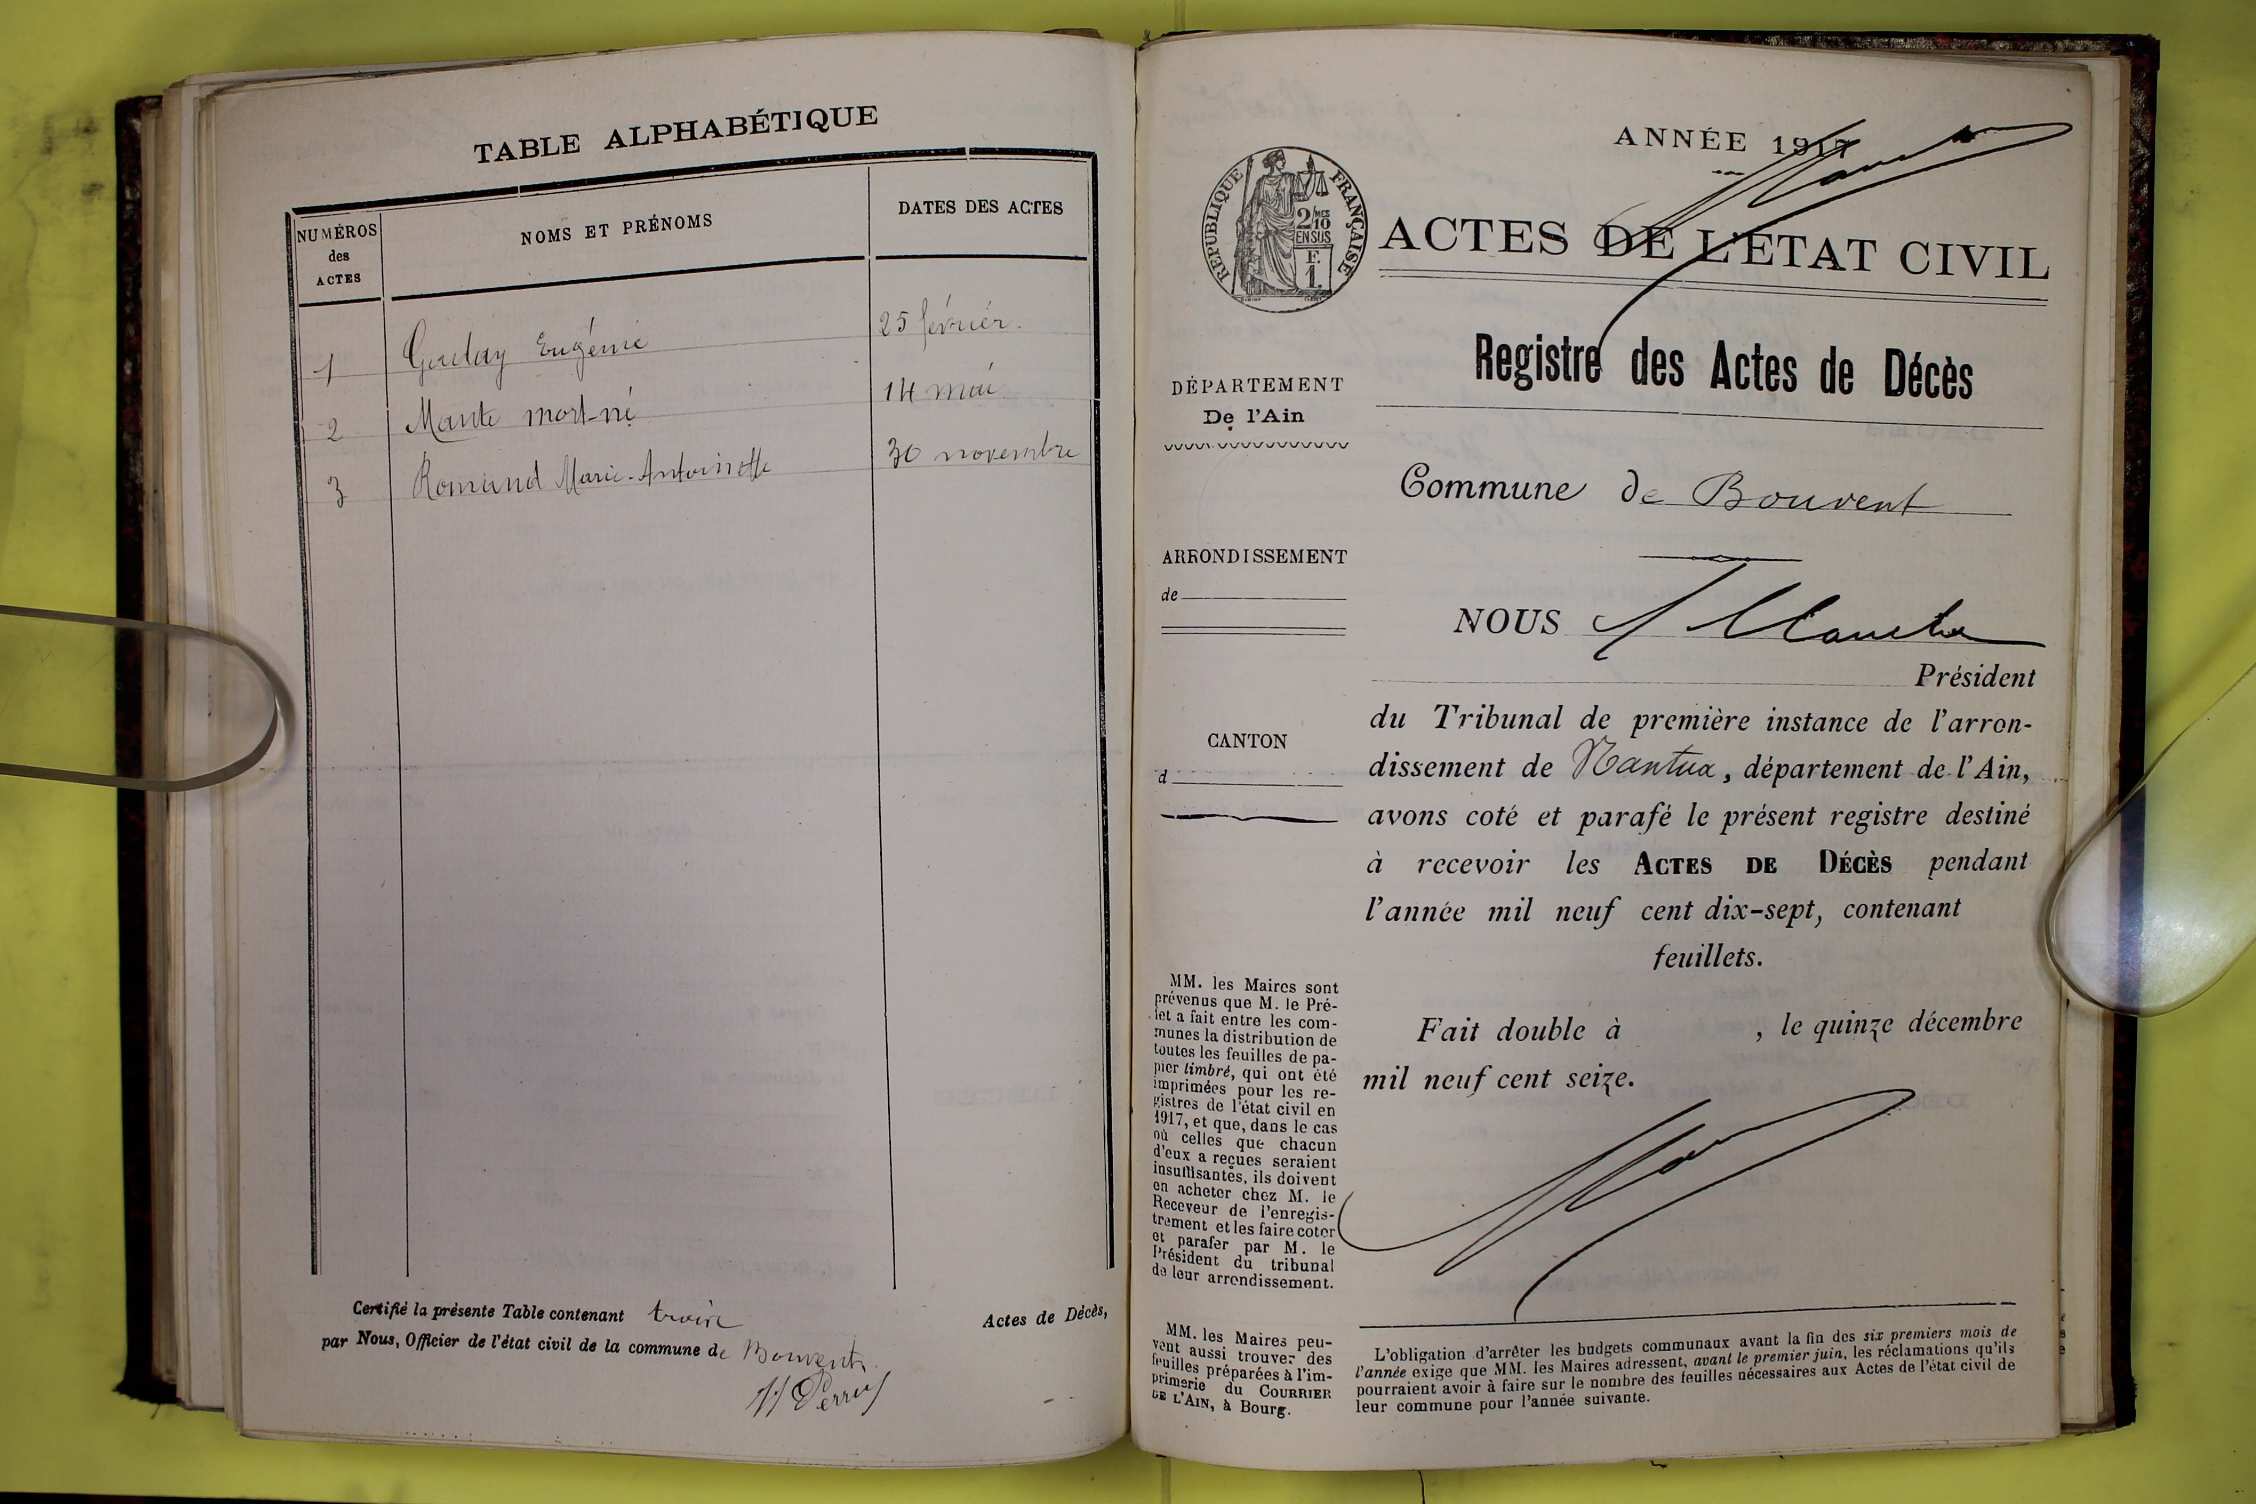 TABLE ALPHABÉTIQUE
NUMÉROS
des
ACTES
NOMS ET PRÉNOMS
DATES DES ACTES
1 Eugénie 25 février.
2 mort-né 14 mai
3 Romand Marie-Antoinette 30 novembre
Certifié la présente Table contenant trois Actes de Décès,
par Nous, Officier de l'état civil de la commune de Bouvent.
ANNÉE 1917
RÉPUBLIQUE FRANÇAISE
2/10 MES
EN SUS
F.
1.
ACTES DE L'ETAT CIVIL
Registre des Actes de Décès
DÉPARTEMENT
De l'Ain
Commune de Bouvent
ARRONDISSEMENT
de
NOUS
Président
du Tribunal de première instance de l'arron-
CANTON
d
dissement de Nantua, département de l'Ain,
avons coté et parafé le présent registre destiné
à recevoir les ACTES DE DÉCÈS pendant
l'année mil neuf cent dix-sept, contenant
feuillets.
Fait double à , le quinze décembre
mil neuf cent seize.
MM. les Maires sont
prévenus que M. le Pré-
fet a fait entre les com-
munes la distribution de
toutes les feuilles de pa-
pier timbré, qui ont été
imprimées pour les re-
gistres de l'état civil en
1917, et que, dans le cas
où celles que chacun
d'eux a reçues seraient
insuffisantes, ils doivent
en acheter chez M. le
Receveur de l'enregis-
trement et les faire coter
et parafer par M. le
Président du tribunal
de leur arrondissement.
MM. les Maires peu-
vent aussi trouver des
feuilles préparées à l'im-
primerie du COURRIER
DE L'AIN, à Bourg.
L'obligation d'arrêter les budgets communaux avant la fin des six premiers mois de
l'année exige que MM. les Maires adressent, avant le premier juin, les réclamations qu'ils
pourraient avoir à faire sur le nombre des feuilles nécessaires aux Actes de l'état civil de
leur commune pour l'année suivante.